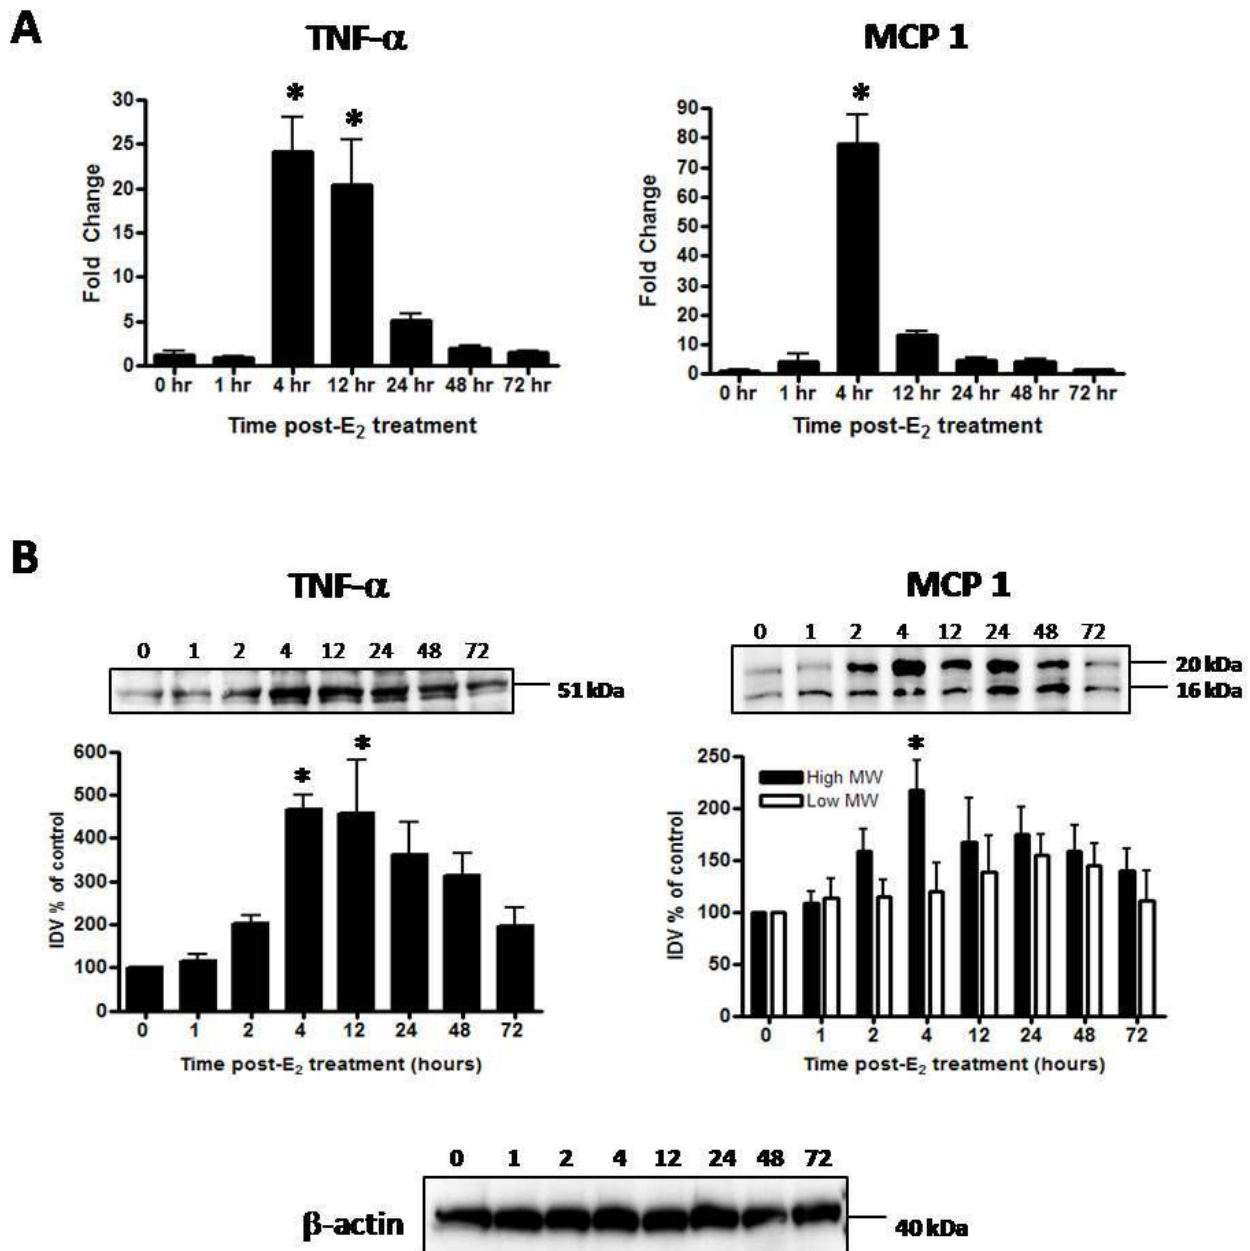 A
TNF-α
MCP 1
*
*
*
30
25
20
15
10
5
0
Fold Change
0 hr 1 hr 4 hr 12 hr 24 hr 48 hr 72 hr
Time post-E₂ treatment
90
80
70
60
50
40
30
20
10
0
Fold Change
0 hr 1 hr 4 hr 12 hr 24 hr 48 hr 72 hr
Time post-E₂ treatment
B
TNF-α
0 1 2 4 12 24 48 72
51 kDa
600
500
400
300
200
100
0
IDV % of control
*
*
0 1 2 4 12 24 48 72
Time post-E₂ treatment (hours)
MCP 1
0 1 2 4 12 24 48 72
20 kDa
16 kDa
250
200
150
100
50
0
IDV % of control
*
High MW
Low MW
0 1 2 4 12 24 48 72
Time post-E₂ treatment (hours)
0 1 2 4 12 24 48 72
β-actin
40 kDa